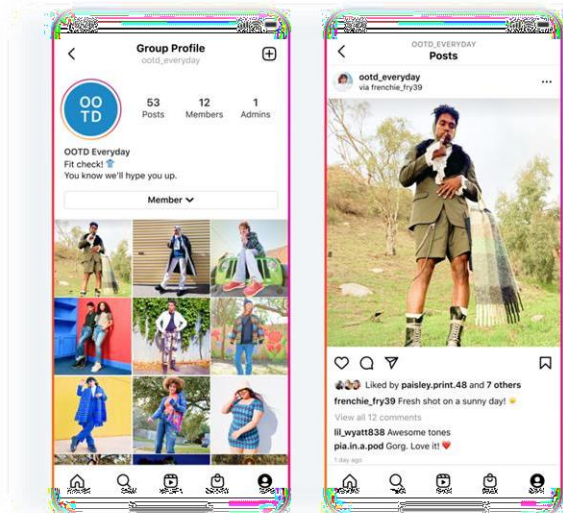 Group Profile
ootd_everyday
OO
TD
53
Posts
12
Members
1
Admins
OOTD Everyday
Fit check!
You know we'll hype you up.
Member
OOTD_EVERYDAY
Posts
ootd_everyday
via frenchie_fry39
Liked by paisley.print.48 and 7 others
frenchie_fry39 Fresh shot on a sunny day!
View all 12 comments
lil_wyatt838 Awesome tones
pia.in.a.pod Gorg. Love it!
1 day ago